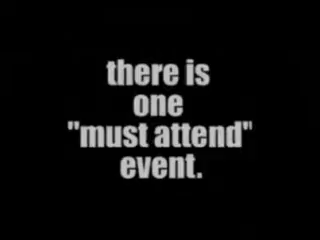 there is
one
"must attend"
event.